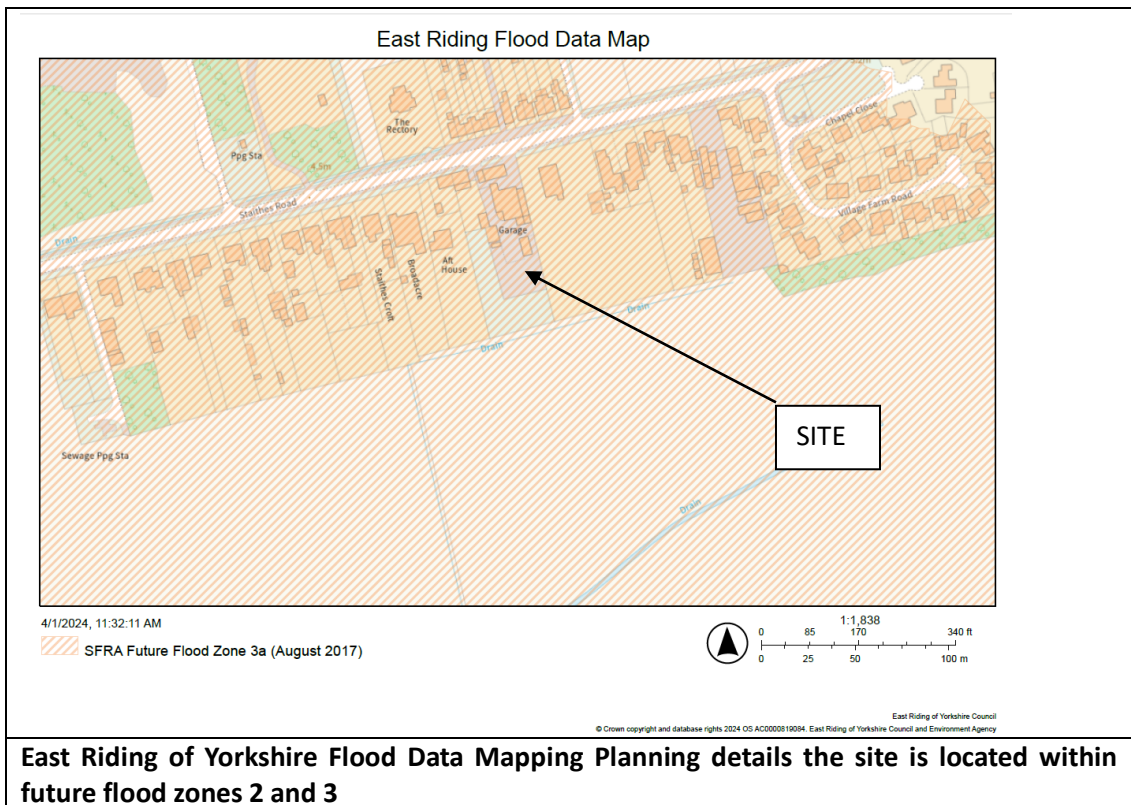 East Riding Flood Data Map
3.2m
The
Rectory
Chapel Close
Ppg Sta
4.5m
Staithes Road
Village Farm Road
Drain
Garage
Aft
House
Broadacre
Staithes Croft
Drain
Drain
SITE
Sewage Ppg Sta
Drain
4/1/2024, 11:32:11 AM
SFRA Future Flood Zone 3a (August 2017)
1:1,838
0 85 170 340 ft
0 25 50 100 m
East Riding of Yorkshire Council
© Crown copyright and database rights 2024 OS AC0000819084. East Riding of Yorkshire Council and Environment Agency
East Riding of Yorkshire Flood Data Mapping Planning details the site is located within
future flood zones 2 and 3